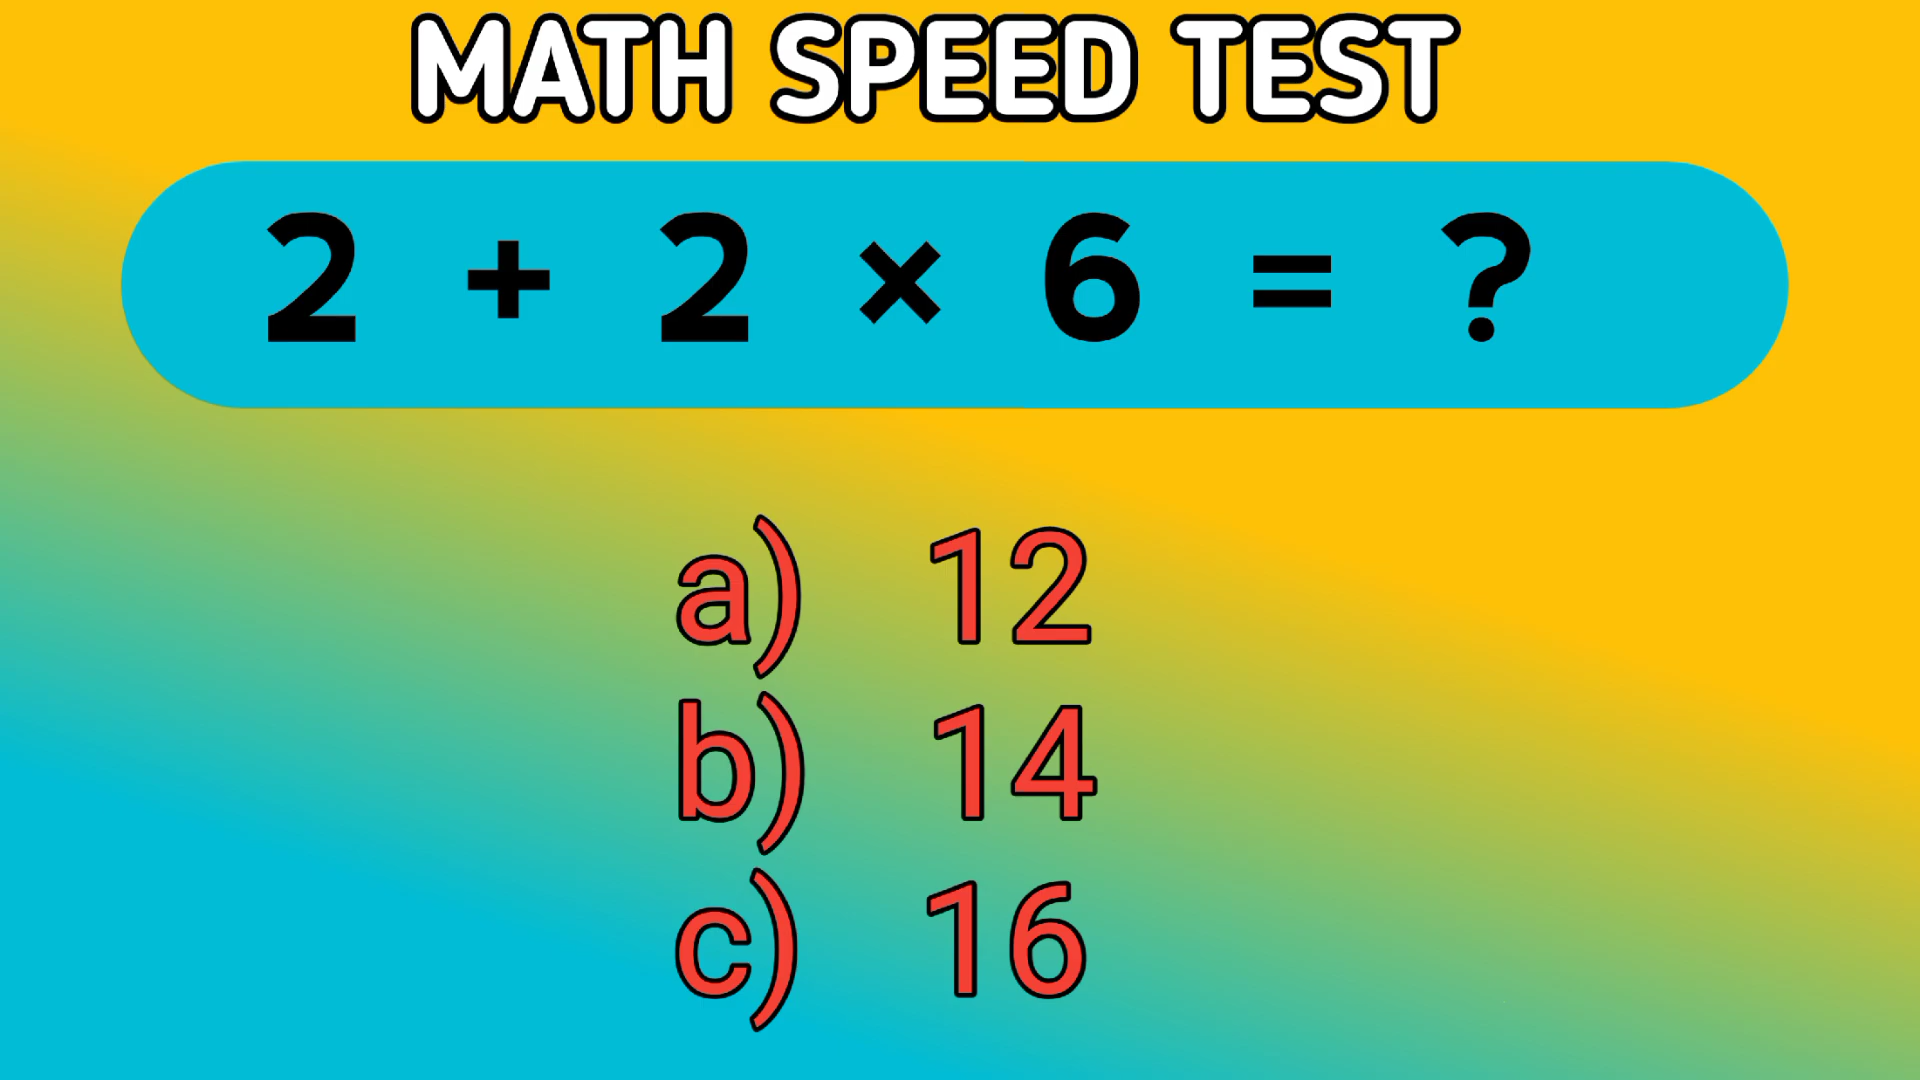 MATH SPEED TEST
2 + 2 × 6 = ?
a) 12
b) 14
c) 16